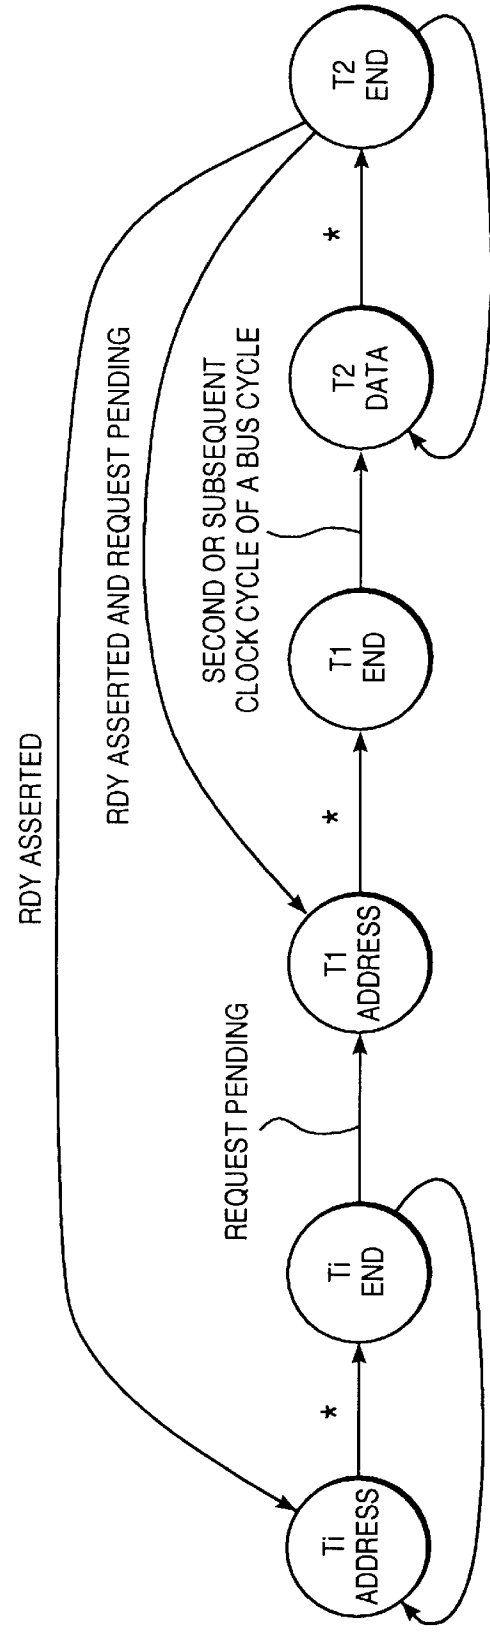 RDY ASSERTED
RDY ASSERTED AND REQUEST PENDING
REQUEST PENDING
SECOND OR SUBSEQUENT
CLOCK CYCLE OF A BUS CYCLE
Ti
ADDRESS
*
Ti
END
T1
ADDRESS
*
T1
END
T2
DATA
*
T2
END